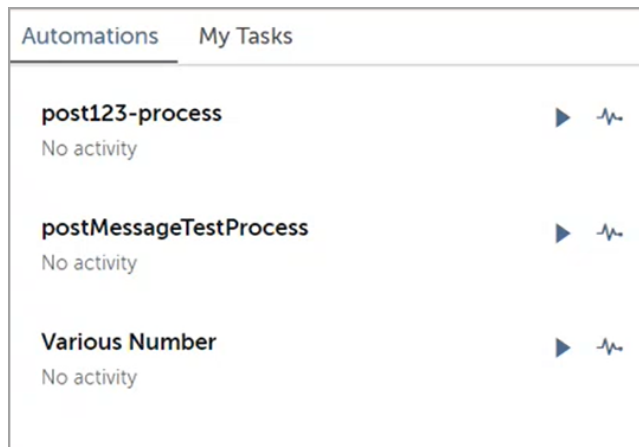 Automations My Tasks
post123-process
No activity
postMessageTestProcess
No activity
Various Number
No activity